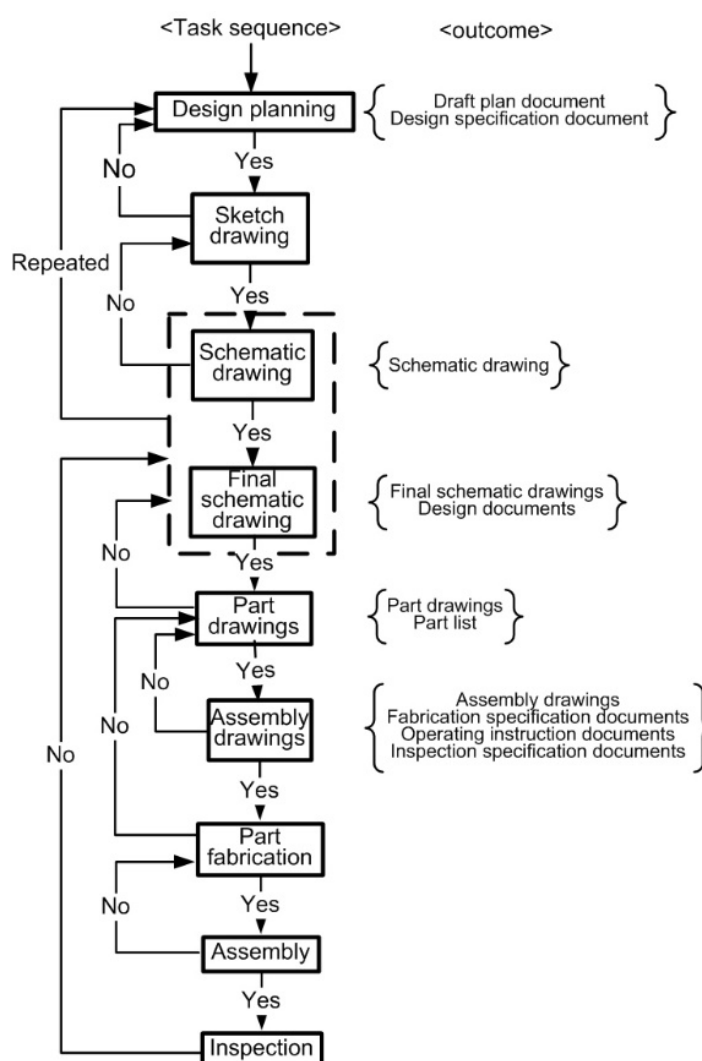 <Task sequence>
<outcome>
Design planning
Draft plan document
Design specification document
No
Yes
Sketch
drawing
Repeated
No
Yes
Schematic
drawing
Schematic drawing
Yes
Final
schematic
drawing
Final schematic drawings
Design documents
No
Yes
Part
drawings
Part drawings
Part list
No
Yes
No
No
Assembly
drawings
Assembly drawings
Fabrication specification documents
Operating instruction documents
Inspection specification documents
Yes
Part
fabrication
No
Yes
Assembly
Yes
Inspection